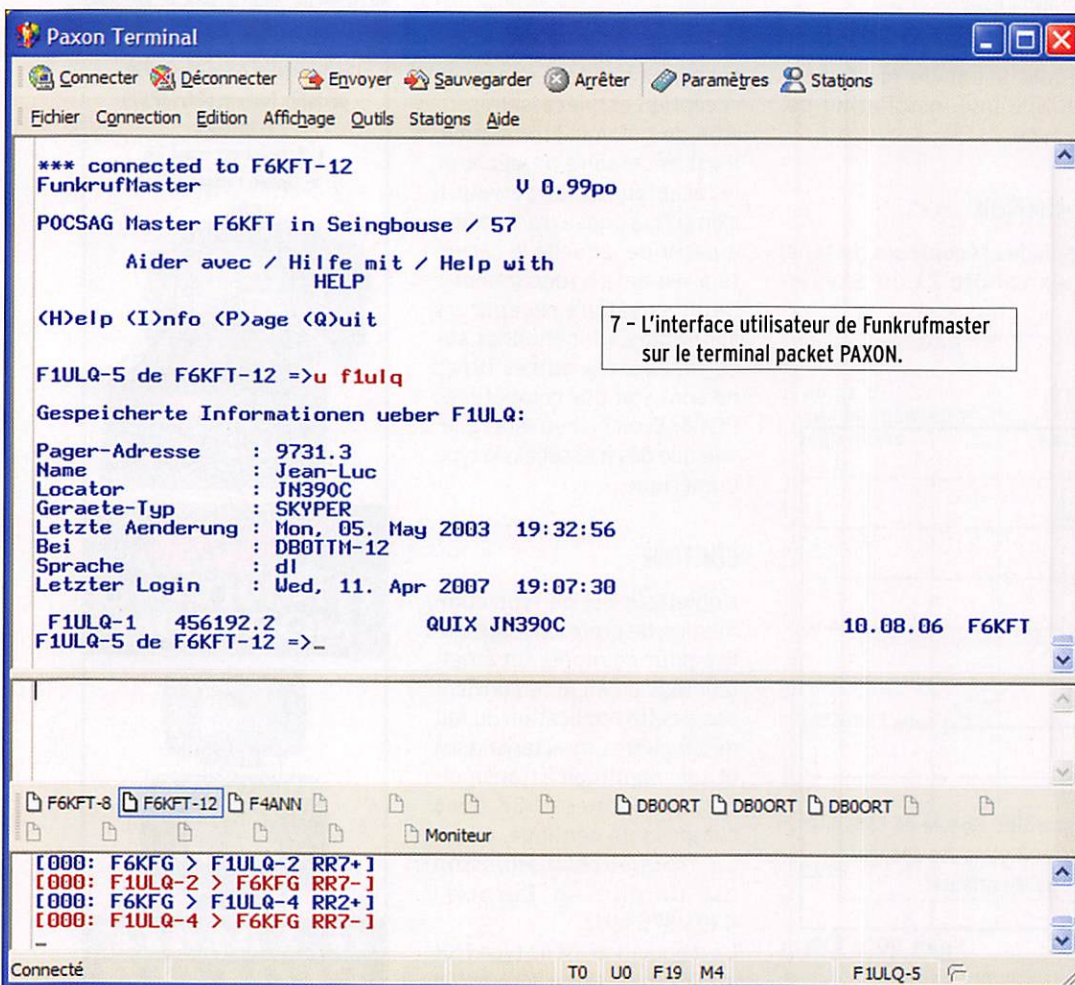 Paxon Terminal
Connecter Déconnecter Envoyer Sauvegarder Arrêter Paramètres Stations
Fichier Connection Edition Affichage Outils Stations Aide
*** connected to F6KFT-12
FunkrufMaster V 0.99po
POCSAG Master F6KFT in Seingbouse / 57
Aider avec / Hilfe mit / Help with
HELP
(H)elp (I)nfo (P)age (Q)uit
7 - L'interface utilisateur de Funkrufmaster
sur le terminal packet PAXON.
F1ULQ-5 de F6KFT-12 =>u f1ulq
Gespeicherte Informationen ueber F1ULQ:
Pager-Adresse : 9731.3
Name : Jean-Luc
Locator : JN39OC
Geraete-Typ : SKYPER
Letzte Aenderung : Mon, 05. May 2003 19:32:56
Bei : DB0TTM-12
Sprache : dl
Letzter Login : Wed, 11. Apr 2007 19:07:30
F1ULQ-1 456192.2 QUIX JN39OC 10.08.06 F6KFT
F1ULQ-5 de F6KFT-12 =>_
F6KFT-8 F6KFT-12 F4ANN DB0ORT DB0ORT DB0ORT
Moniteur
[000: F6KFG > F1ULQ-2 RR7+]
[000: F1ULQ-2 > F6KFG RR7-]
[000: F6KFG > F1ULQ-4 RR2+]
[000: F1ULQ-4 > F6KFG RR7-]
Connecté T0 U0 F19 M4 F1ULQ-5